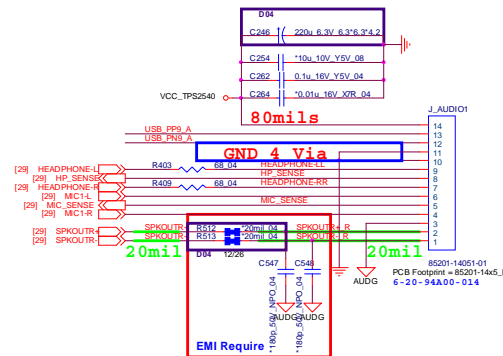 D04
C246 220u_6.3V_6.3*6.3*4.2
C254 *10u_10V_Y5V_08
C262 0.1u_16V_Y5V_04
VCC_TPS2540 C264 *0.01u_16V_X7R_04
80mils
J_AUDIO1
14
USB_PP9_A 13
USB_PN9_A 12
GND 4 Via 11
10
[29] HEADPHONE-L R403 68_04 HEADPHONE-LL 9
[29] HP_SENSE HP_SENSE 8
[29] HEADPHONE-R R409 68_04 HEADPHONE-RR 7
[29] MIC1-L 6
[29] MIC_SENSE MIC_SENSE 5
[29] MIC1-R 4
3
[29] SPKOUTR+ SPKOUTR+ R512 *20mil_04 SPKOUTR+_R 2
[29] SPKOUTR- SPKOUTR- R513 *20mil_04 SPKOUTR-_R 1
20mil D04 12/26 20mil
C547 C548
85201-14051-01
AUDG PCB Footprint = 85201-14x5_
6-20-94A00-014
*180p_50V_NPO_04 *180p_50V_NPO_04
AUDG AUDG
EMI Require